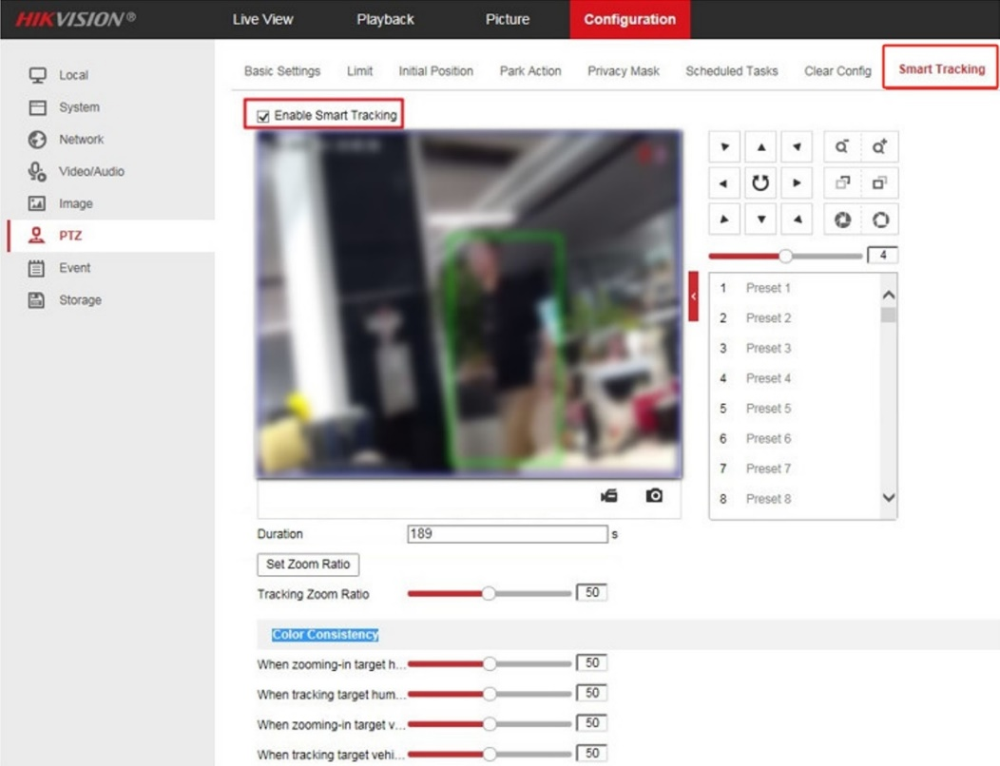 HIKVISION® Live View Playback Picture Configuration
Local
System
Network
Video/Audio
Image
PTZ
Event
Storage
Basic Settings Limit Initial Position Park Action Privacy Mask Scheduled Tasks Clear Config Smart Tracking
Enable Smart Tracking
4
1 Preset 1
2 Preset 2
3 Preset 3
4 Preset 4
5 Preset 5
6 Preset 6
7 Preset 7
8 Preset 8
Duration 189 s
Set Zoom Ratio
Tracking Zoom Ratio 50
Color Consistency
When zooming-in target h... 50
When tracking target hum... 50
When zooming-in target v... 50
When tracking target vehi... 50